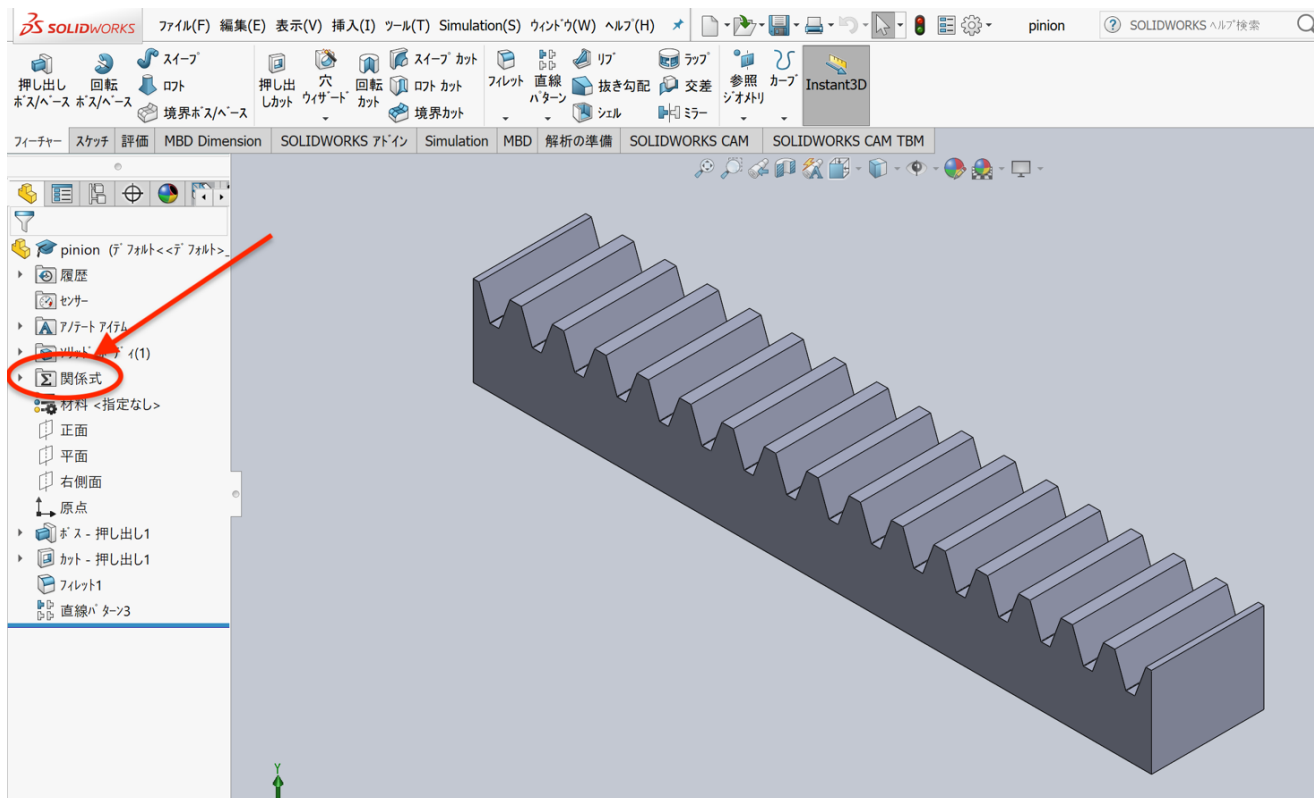 SOLIDWORKS ファイル(F) 編集(E) 表示(V) 挿入(I) ツール(T) Simulation(S) ウィンドウ(W) ヘルプ(H) pinion SOLIDWORKS ヘルプ検索
押し出し ボス/ベース
回転 ボス/ベース
スイープ
ロフト
境界ボス/ベース
押し出しカット
穴ウィザード
回転カット
スイープ カット
ロフト カット
境界カット
フィレット
直線パターン
リブ
抜き勾配
シェル
ラップ
交差
ミラー
参照ジオメトリ
カーブ
Instant3D
フィーチャー スケッチ 評価 MBD Dimension SOLIDWORKS アドイン Simulation MBD 解析の準備 SOLIDWORKS CAM SOLIDWORKS CAM TBM
pinion (デフォルト<<デフォルト>_
履歴
センサー
アノテート アイテム
ソリッド ボディ(1)
関係式
材料 <指定なし>
正面
平面
右側面
原点
ボス - 押し出し1
カット - 押し出し1
フィレット1
直線パターン3
Y